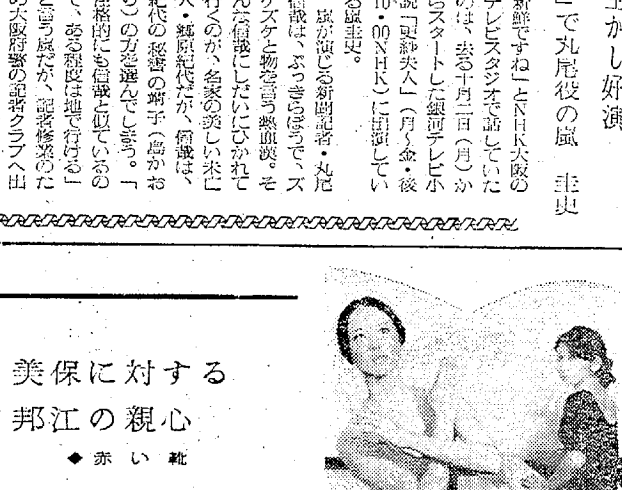 上がし好演
」で丸尾役の嵐 圭史
新鮮ですね」とNHK大阪の
テレビスタジオで話していた
のは、去る十月二日(月)か
らスタートした銀河テレビ小
説「更紗夫人」(月〜金・後
10・00NHK)に出演してい
る嵐圭史。
嵐が演じる新聞記者・丸尾
信哉は、ぶっきらぼうで、ズ
ケズケと物を言う熱血漢。そ
んな信哉にしだいにひかれて
行くのが、名家の美しい未亡
人・郷原紀代だが、信哉は、
紀代の秘書の靖子(島かお
り)の方を選んでしまう。「
性格的にも信哉と似ているの
で、ある程度は地で行ける」
と言う嵐だが、記者修業のた
め大阪府警の記者クラブへ出
美保に対する
邦江の親心
◆赤い靴